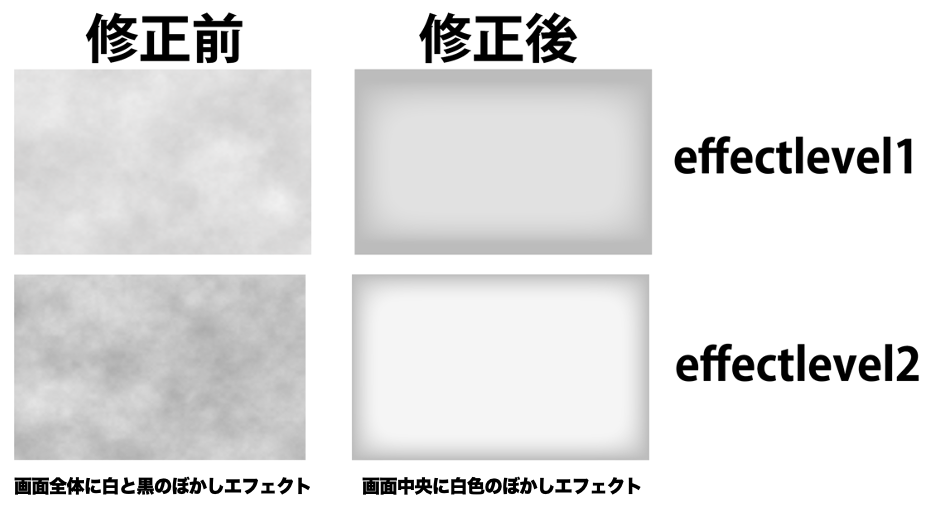 修正前
修正後
effectlevel1
effectlevel2
画面全体に白と黒のぼかしエフェクト
画面中央に白色のぼかしエフェクト